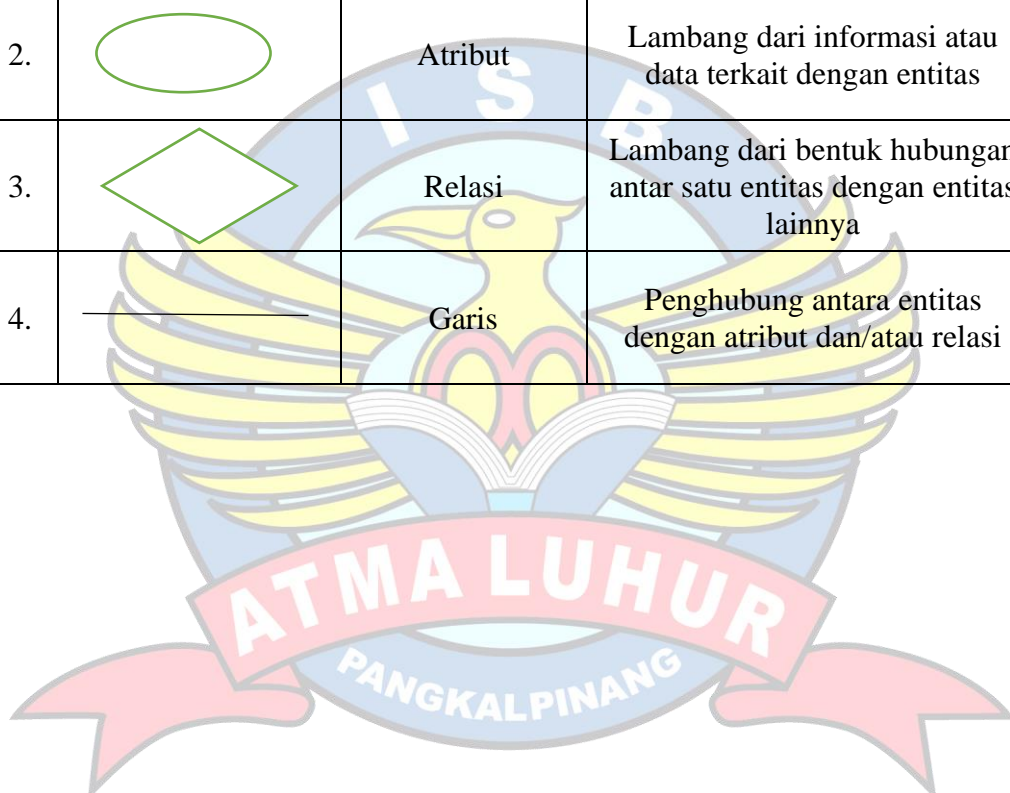 2.
Atribut
Lambang dari informasi atau
data terkait dengan entitas
3.
Relasi
Lambang dari bentuk hubungan
antar satu entitas dengan entitas
lainnya
4.
Garis
Penghubung antara entitas
dengan atribut dan/atau relasi
I S B
ATMA LUHUR
PANGKALPINANG